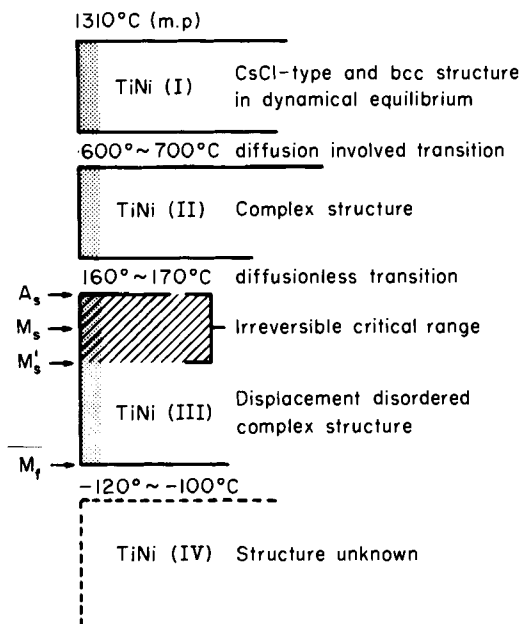 1310°C (m.p)
TiNi (I) CsCl-type and bcc structure
in dynamical equilibrium
600°~700°C diffusion involved transition
TiNi (II) Complex structure
160°~170°C diffusionless transition
As
Ms Irreversible critical range
Ms'
TiNi (III) Displacement disordered
complex structure
Mf
-120°~-100°C
TiNi (IV) Structure unknown